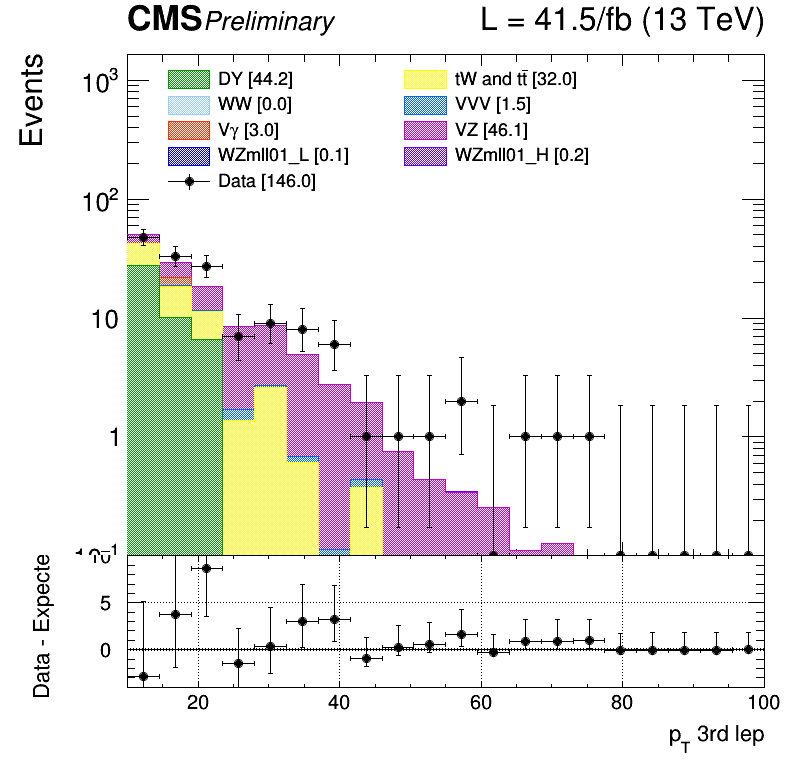 CMS Preliminary L = 41.5/fb (13 TeV)
Events
10³
10²
10
1
DY [44.2]
tW and tt̄ [32.0]
WW [0.0]
VVV [1.5]
Vγ [3.0]
VZ [46.1]
WZmll01_L [0.1]
WZmll01_H [0.2]
Data [146.0]
Data - Expecte
5
0
20 40 60 80 100
p_T 3rd lep